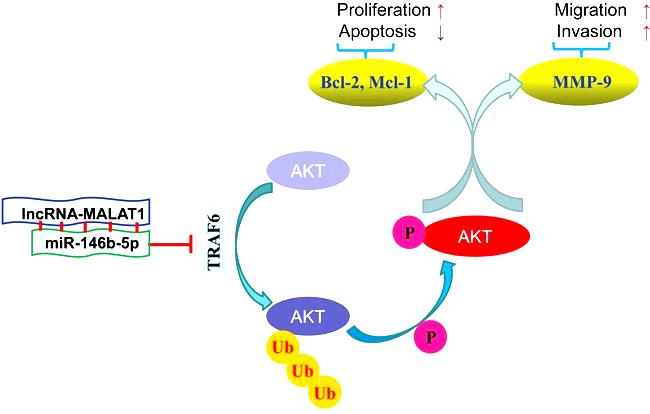 Proliferation ↑
Apoptosis ↓
Migration ↑
Invasion ↑
Bcl-2, Mcl-1
MMP-9
AKT
lncRNA-MALAT1
miR-146b-5p
TRAF6
P
AKT
AKT
P
Ub
Ub
Ub